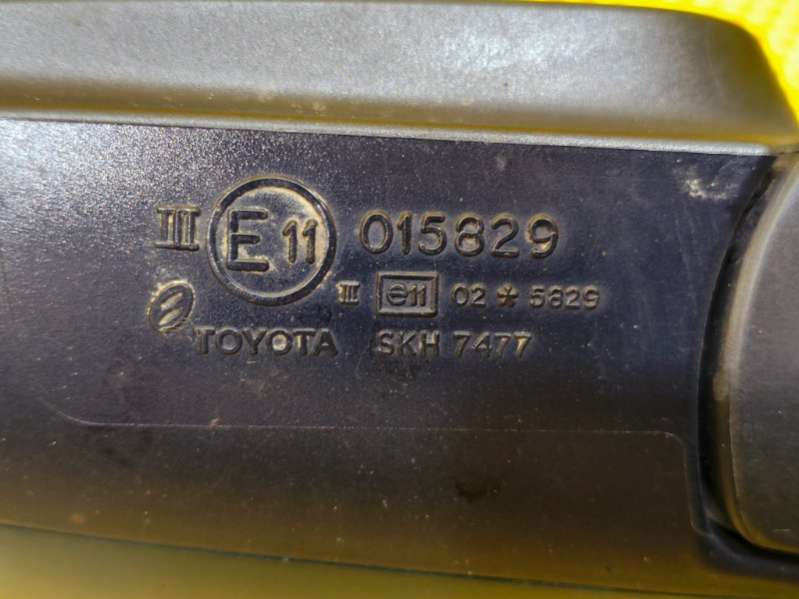 III E11 015829
III e11 02*5829
TOYOTA SKH 7477